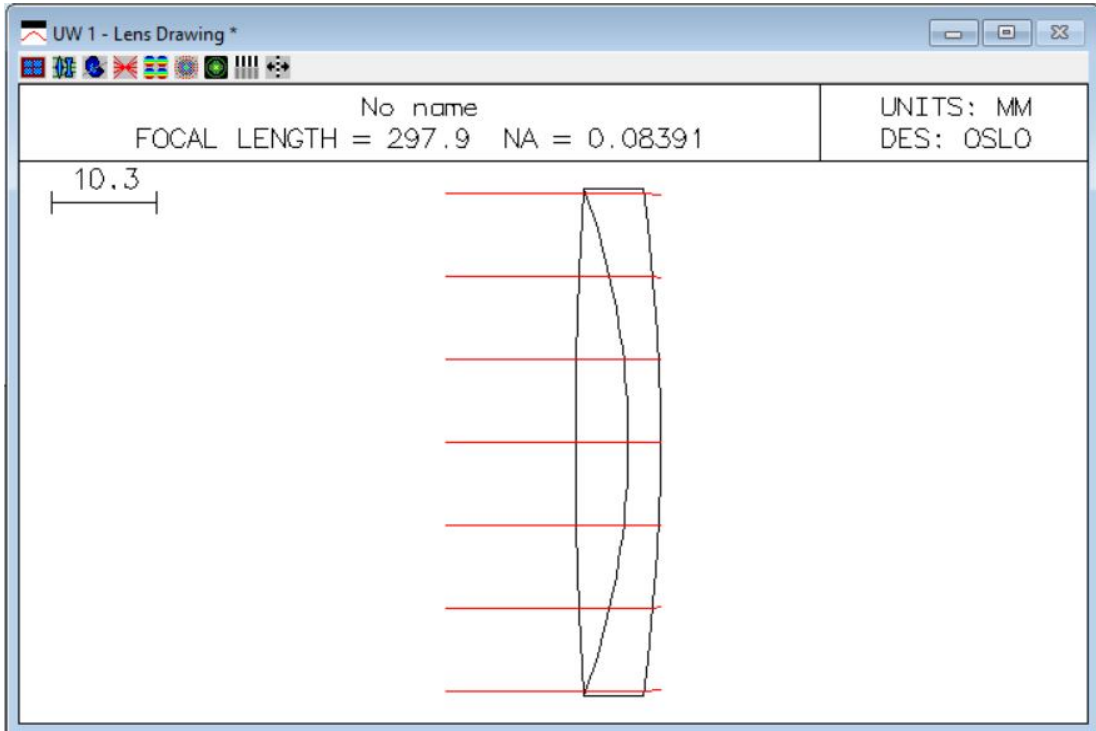 UW 1 - Lens Drawing *
No name
FOCAL LENGTH = 297.9 NA = 0.08391
UNITS: MM
DES: OSLO
10.3